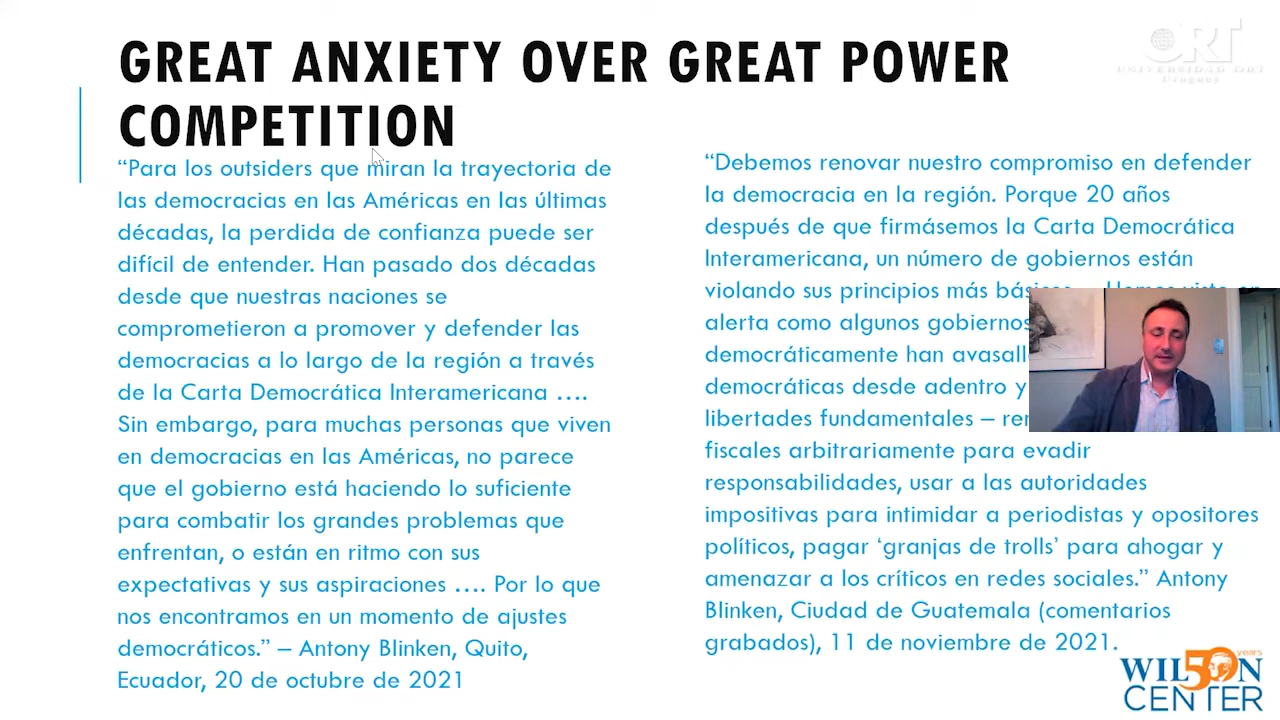 GREAT ANXIETY OVER GREAT POWER
COMPETITION
“Para los outsiders que miran la trayectoria de
las democracias en las Américas en las últimas
décadas, la perdida de confianza puede ser
difícil de entender. Han pasado dos décadas
desde que nuestras naciones se
comprometieron a promover y defender las
democracias a lo largo de la región a través
de la Carta Democrática Interamericana ….
Sin embargo, para muchas personas que viven
en democracias en las Américas, no parece
que el gobierno está haciendo lo suficiente
para combatir los grandes problemas que
enfrentan, o están en ritmo con sus
expectativas y sus aspiraciones …. Por lo que
nos encontramos en un momento de ajustes
democráticos.” – Antony Blinken, Quito,
Ecuador, 20 de octubre de 2021
“Debemos renovar nuestro compromiso en defender
la democracia en la región. Porque 20 años
después de que firmásemos la Carta Democrática
Interamericana, un número de gobiernos están
violando sus principios más
alerta como algunos gobiernos
democráticamente han
democráticas desde adentro y
libertades fundamentales –
fiscales arbitrariamente para evadir
responsabilidades, usar a las autoridades
impositivas para intimidar a periodistas y opositores
políticos, pagar ‘granjas de trolls’ para ahogar y
amenazar a los críticos en redes sociales.” Antony
Blinken, Ciudad de Guatemala (comentarios
grabados), 11 de noviembre de 2021.
ORT
UNIVERSIDAD ORT
Uruguay
WILSON
50 years
CENTER